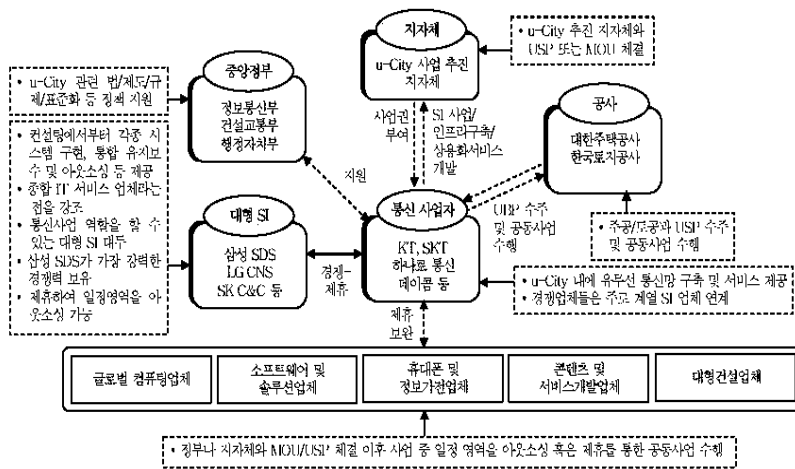 지자체
u-City 사업 추진
지자체
• u-City 추진 지자체와
USP 또는 MOU 체결
중앙정부
정보통신부
건설교통부
행정자치부
• u-City 관련 법/제도/규
제/표준화 등 정책 지원
공사
대한주택공사
한국토지공사
사업권
부여
SI 사업/
인프라구축/
상용화서비스
개발
• 컨설팅에서부터 각종 시
스템 구현, 통합 유지보
수 및 아웃소싱 등 제공
• 종합 IT 서비스 업체라는
점을 강조
• 통신사업 역할을 할 수
있는 대형 SI 대두
• 삼성 SDS가 가장 강력한
경쟁력 보유
• 제휴하여 일정영역을 아
웃소싱 가능
지원
대형 SI
삼성 SDS
LG CNS
SK C&C 등
경쟁-
제휴
통신 사업자
KT, SKT
하나로 통신
데이콤 등
USP 수주
및 공동사업
수행
• 주공/토공과 USP 수주
및 공동사업 수행
• u-City 내에 유무선 통신망 구축 및 서비스 제공
• 경쟁업체들은 주로 계열 SI 업체 연계
제휴
보완
글로벌 컴퓨팅업체
소프트웨어 및
솔루션업체
휴대폰 및
정보가전업체
콘텐츠 및
서비스개발업체
대형건설업체
• 정부나 지자체와 MOU/USP 체결 이후 사업 중 일정 영역을 아웃소싱 혹은 제휴를 통한 공동사업 수행